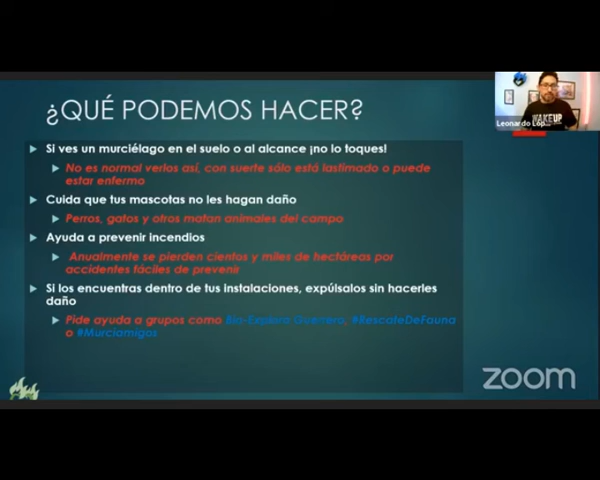 ¿QUÉ PODEMOS HACER?
Si ves un murciélago en el suelo o al alcance ¡no lo toques!
No es normal verlos así, con suerte sólo está lastimado o puede
estar enfermo
Cuida que tus mascotas no les hagan daño
Perros, gatos y otros matan animales del campo
Ayuda a prevenir incendios
Anualmente se pierden cientos y miles de hectáreas por
accidentes fáciles de prevenir
Si los encuentras dentro de tus instalaciones, expúlsalos sin hacerles
daño
Pide ayuda a grupos como Guerrero, #RescateDeFauna
o #Murciamigoz
WAKEUP
Leonardo Lóp...
zoom